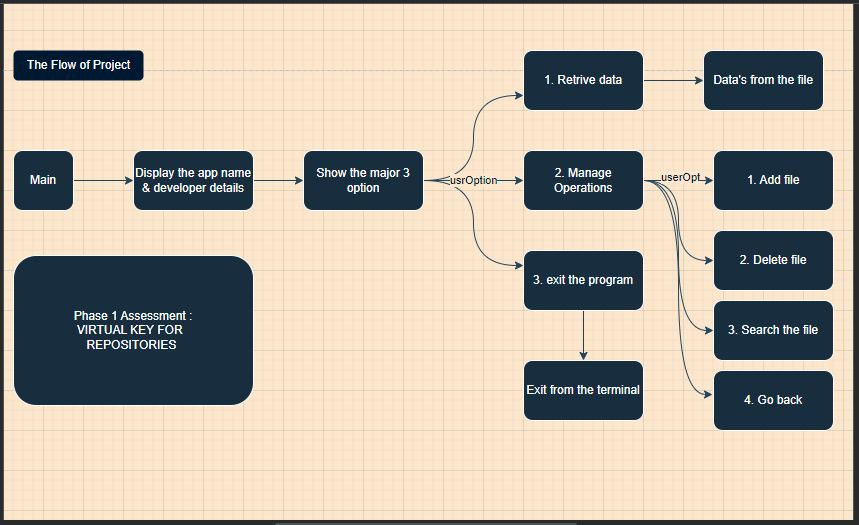 The Flow of Project
Main
Display the app name
& developer details
Show the major 3
option
usrOption
1. Retrive data
Data's from the file
2. Manage
Operations
userOpt
1. Add file
2. Delete file
3. Search the file
4. Go back
3. exit the program
Exit from the terminal
Phase 1 Assessment :
VIRTUAL KEY FOR
REPOSITORIES